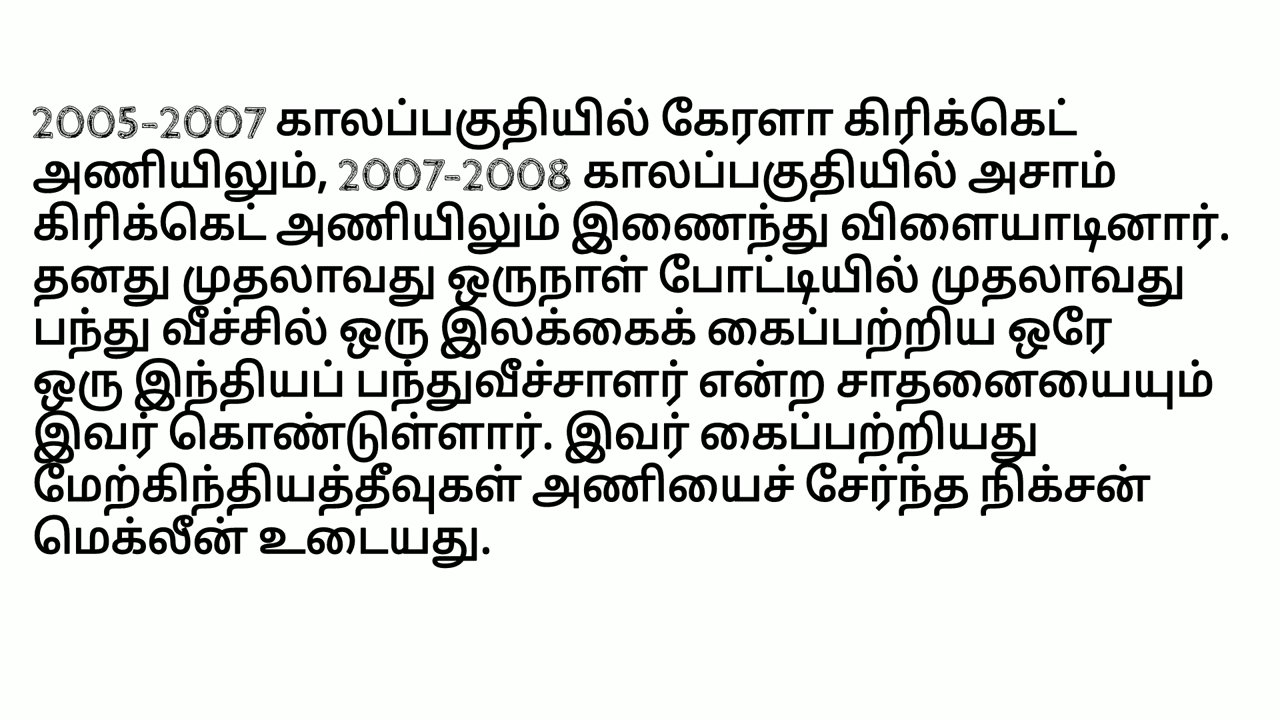 2005-2007 காலப்பகுதியில் கேரளா கிரிக்கெட்
அணியிலும், 2007-2008 காலப்பகுதியில் அசாம்
கிரிக்கெட் அணியிலும் இணைந்து விளையாடினார்.
தனது முதலாவது ஒருநாள் போட்டியில் முதலாவது
பந்து வீச்சில் ஒரு இலக்கைக் கைப்பற்றிய ஒரே
ஒரு இந்தியப் பந்துவீச்சாளர் என்ற சாதனையையும்
இவர் கொண்டுள்ளார். இவர் கைப்பற்றியது
மேற்கிந்தியத்தீவுகள் அணியைச் சேர்ந்த நிக்சன்
மெக்லீன் உடையது.